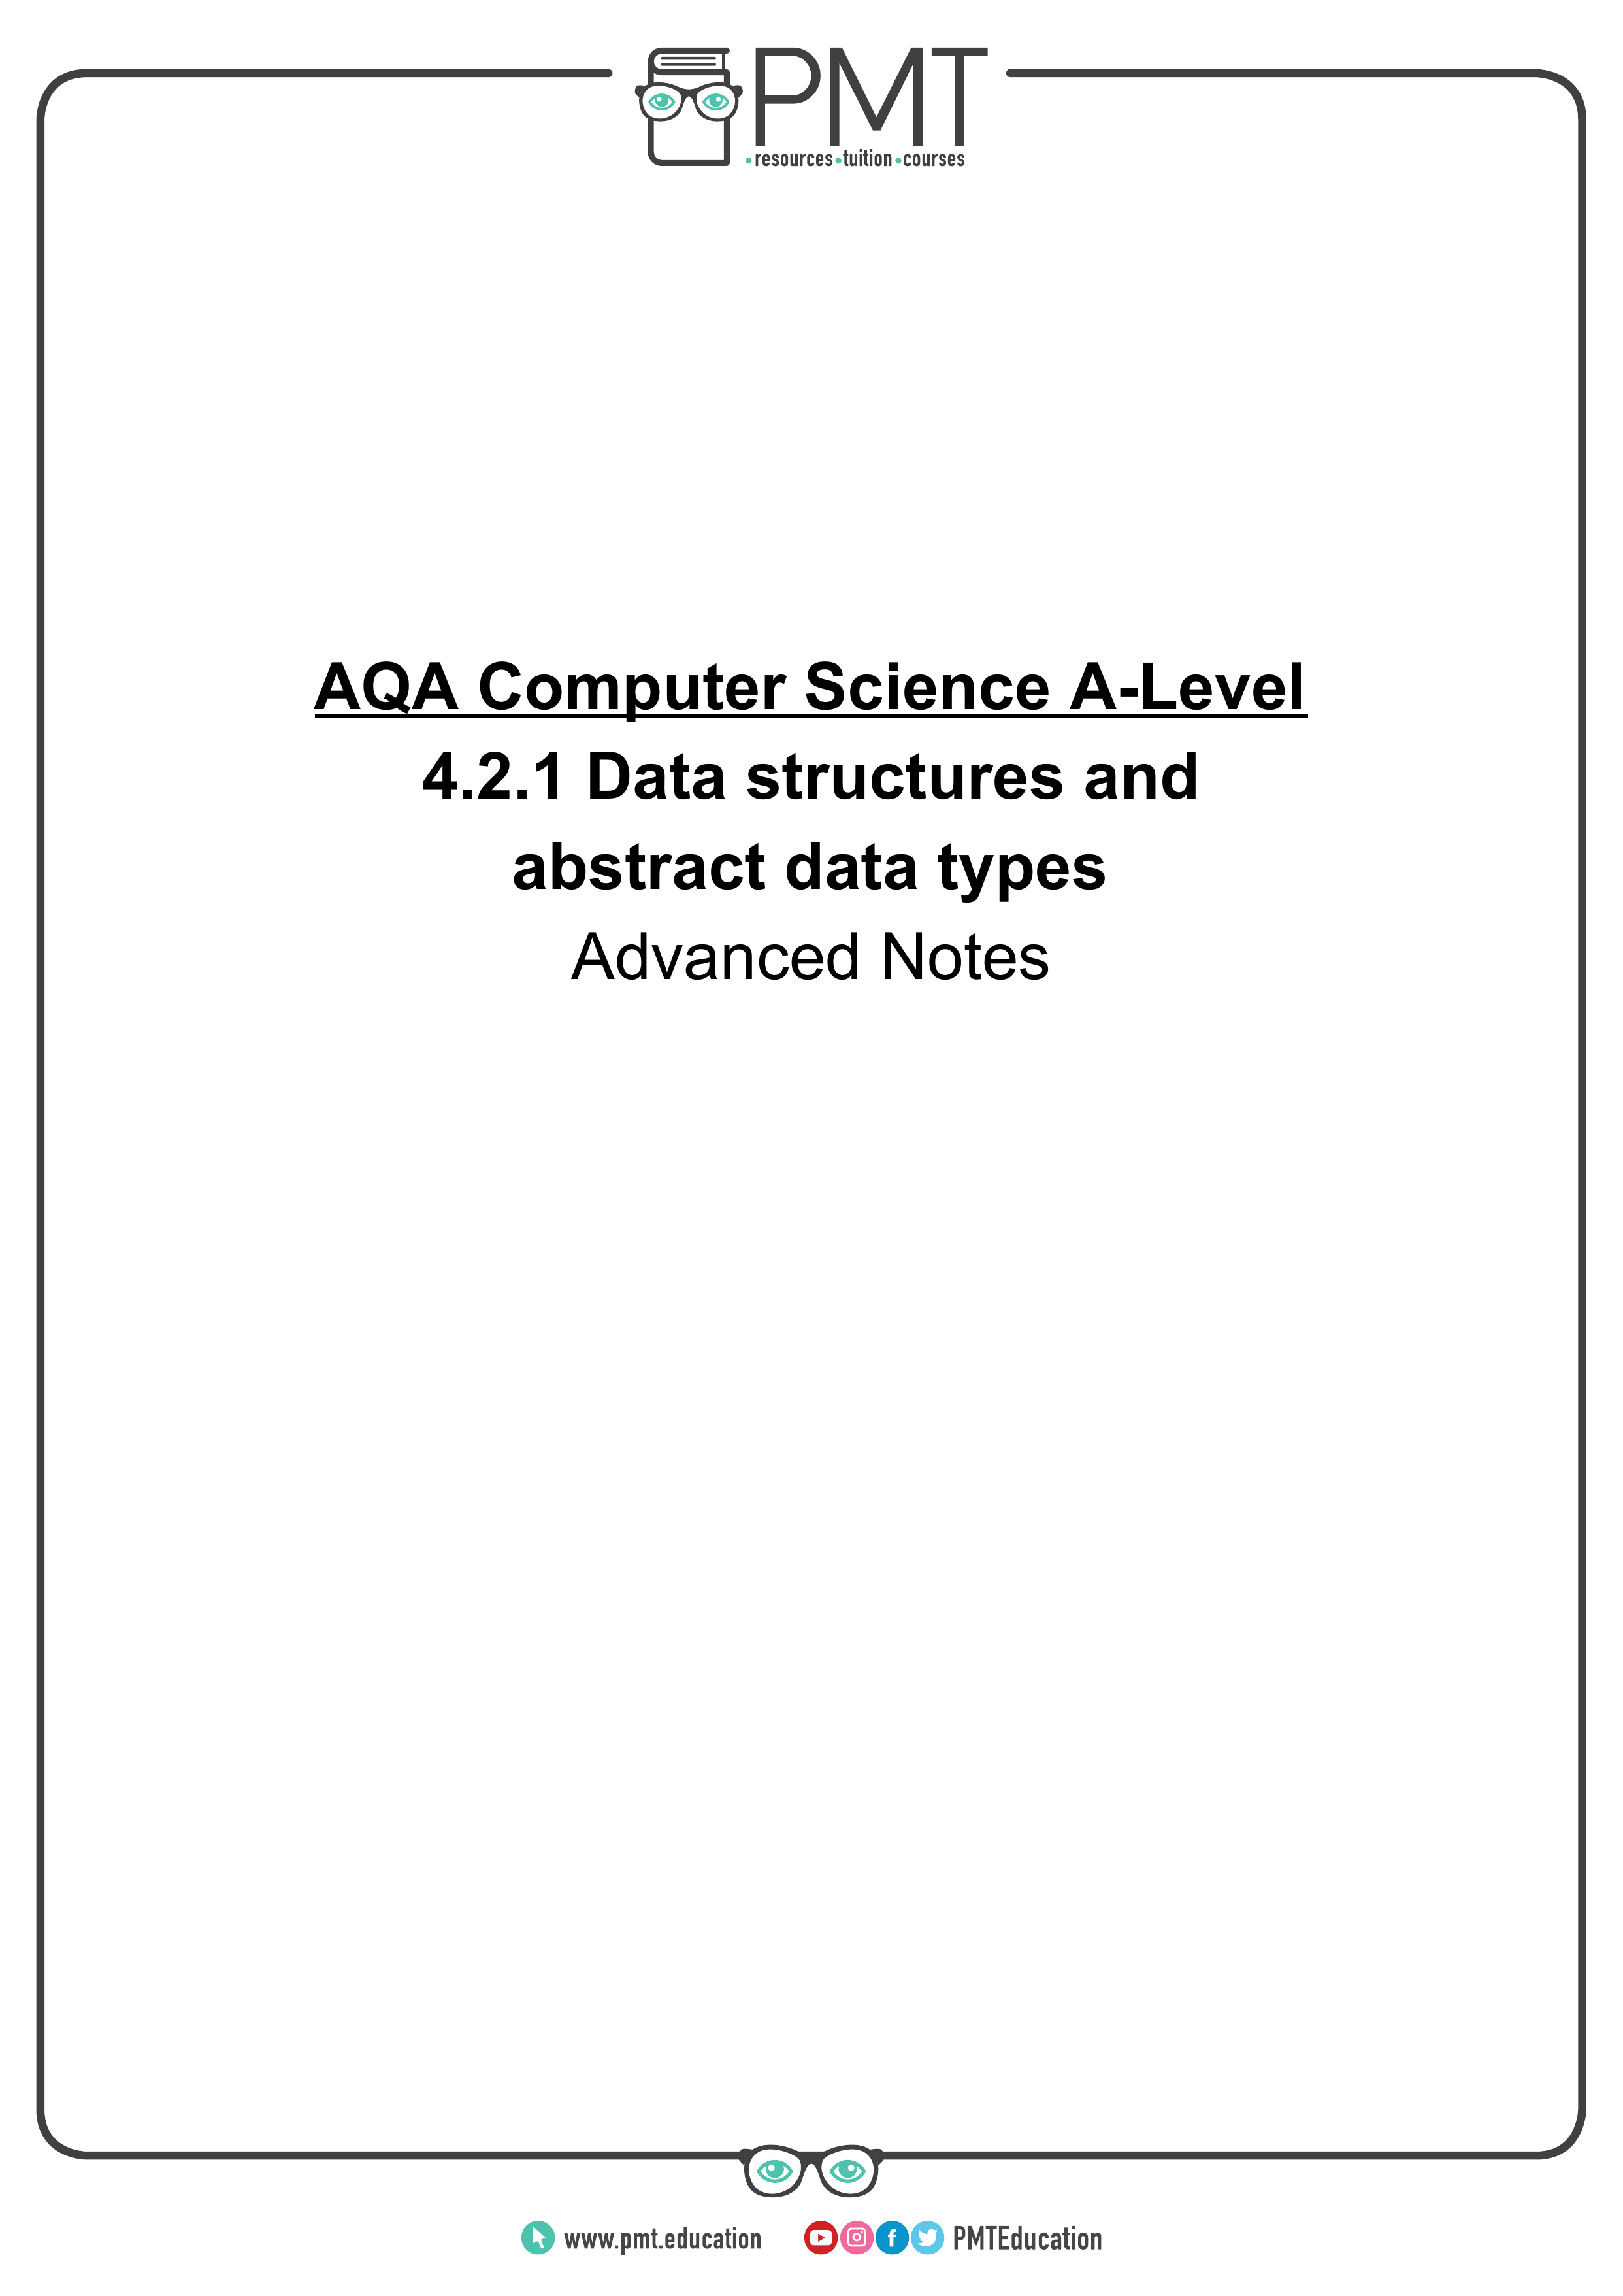 PMT
resources tuition courses
AQA Computer Science A-Level
4.2.1 Data structures and
abstract data types
Advanced Notes
www.pmt.education PMTEducation